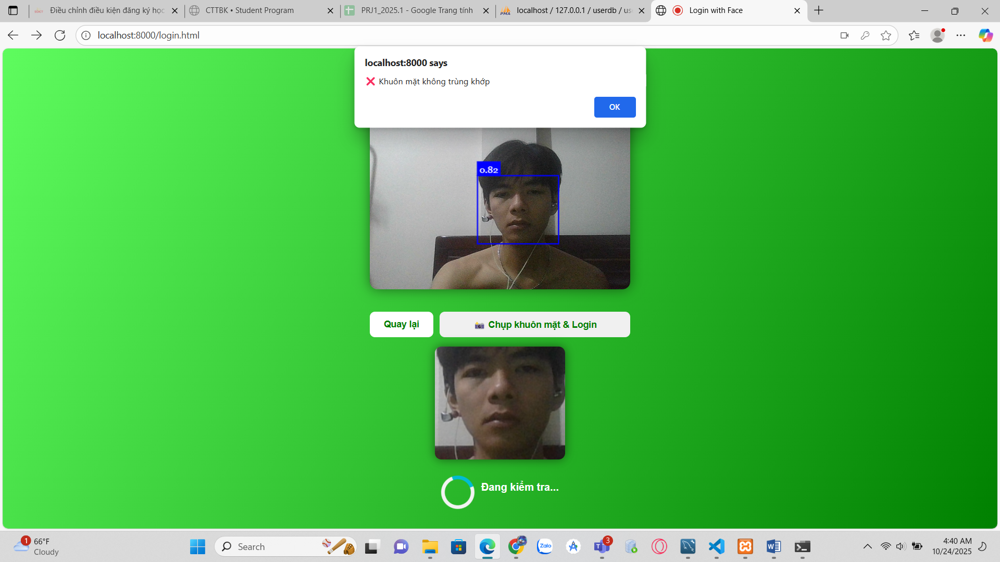 Điều chỉnh điều kiện đăng ký học
CTTBK • Student Program
PRJ1_2025.1 - Google Trang tính
localhost / 127.0.0.1 / userdb / us
Login with Face
localhost:8000/login.html
localhost:8000 says
❌ Khuôn mặt không trùng khớp
OK
0.82
Quay lại
📸 Chụp khuôn mặt & Login
Đang kiểm tra...
1
66°F
Cloudy
Search
Zalo
3
4:40 AM
10/24/2025